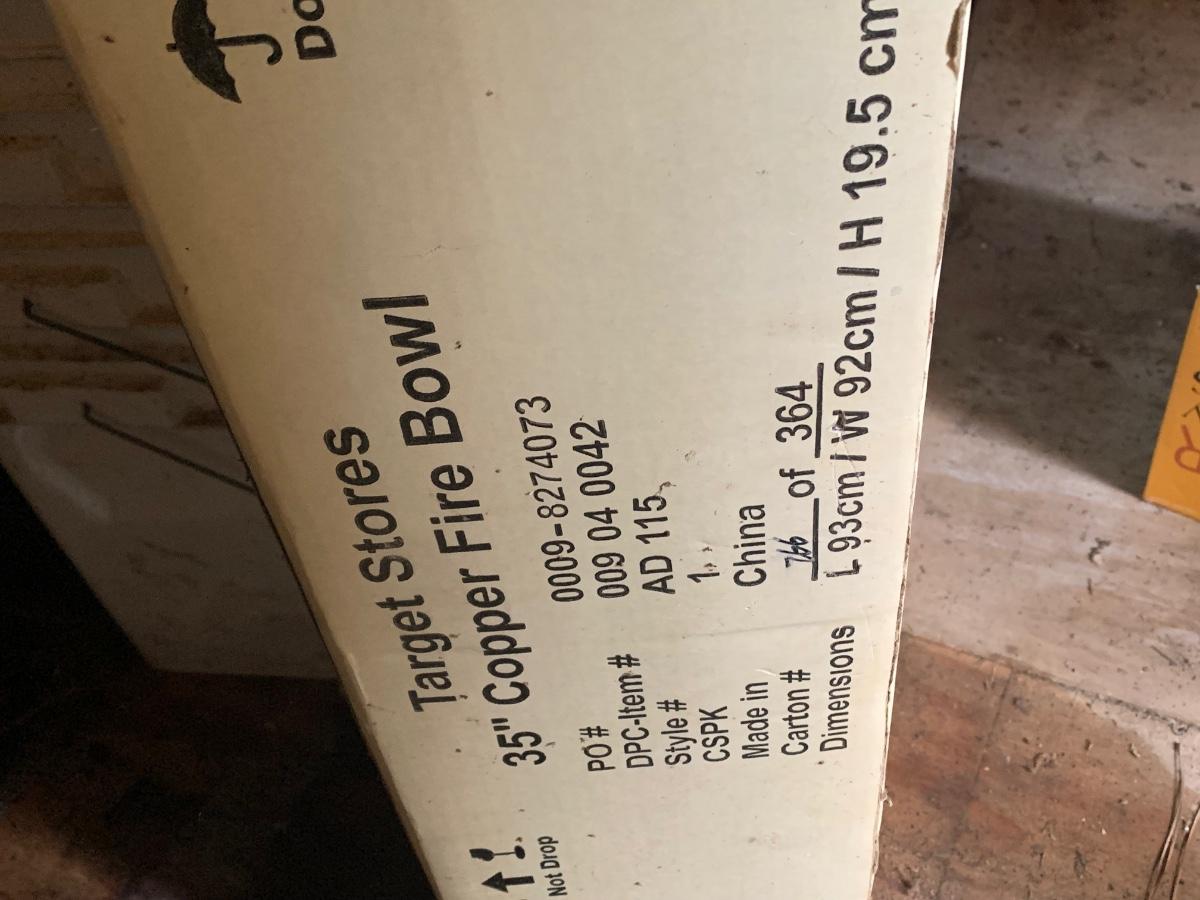 Do
Target Stores
35" Copper Fire Bowl
PO # 0009-8274073
DPC-Item # 009 04 0042
Style # AD 115
CSPK 1
Made in China
Carton # of 364
Dimensions L 93cm / W 92cm / H 19.5 cm
Not Drop